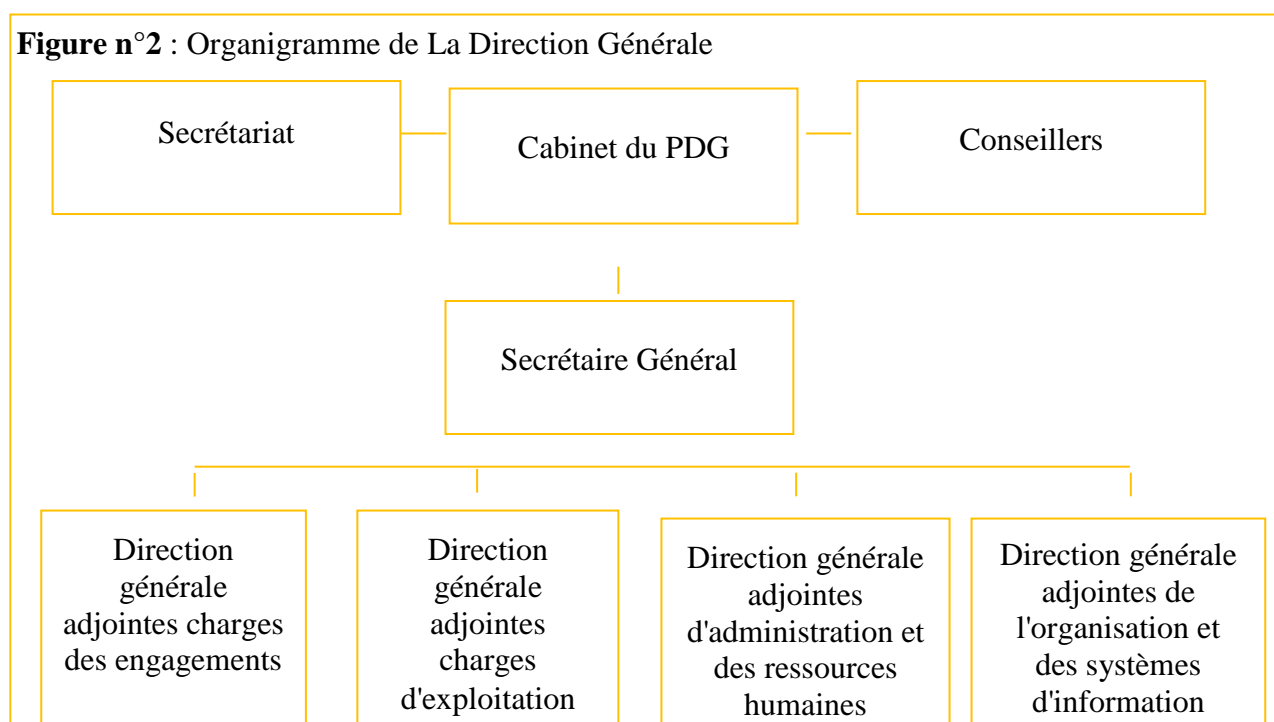 Figure n°2 : Organigramme de La Direction Générale
Secrétariat
Cabinet du PDG
Conseillers
Secrétaire Général
Direction
générale
adjointes charges
des engagements
Direction
générale
adjointes
charges
d'exploitation
Direction générale
adjointes
d'administration et
des ressources
humaines
Direction générale
adjointes de
l'organisation et
des systèmes
d'information